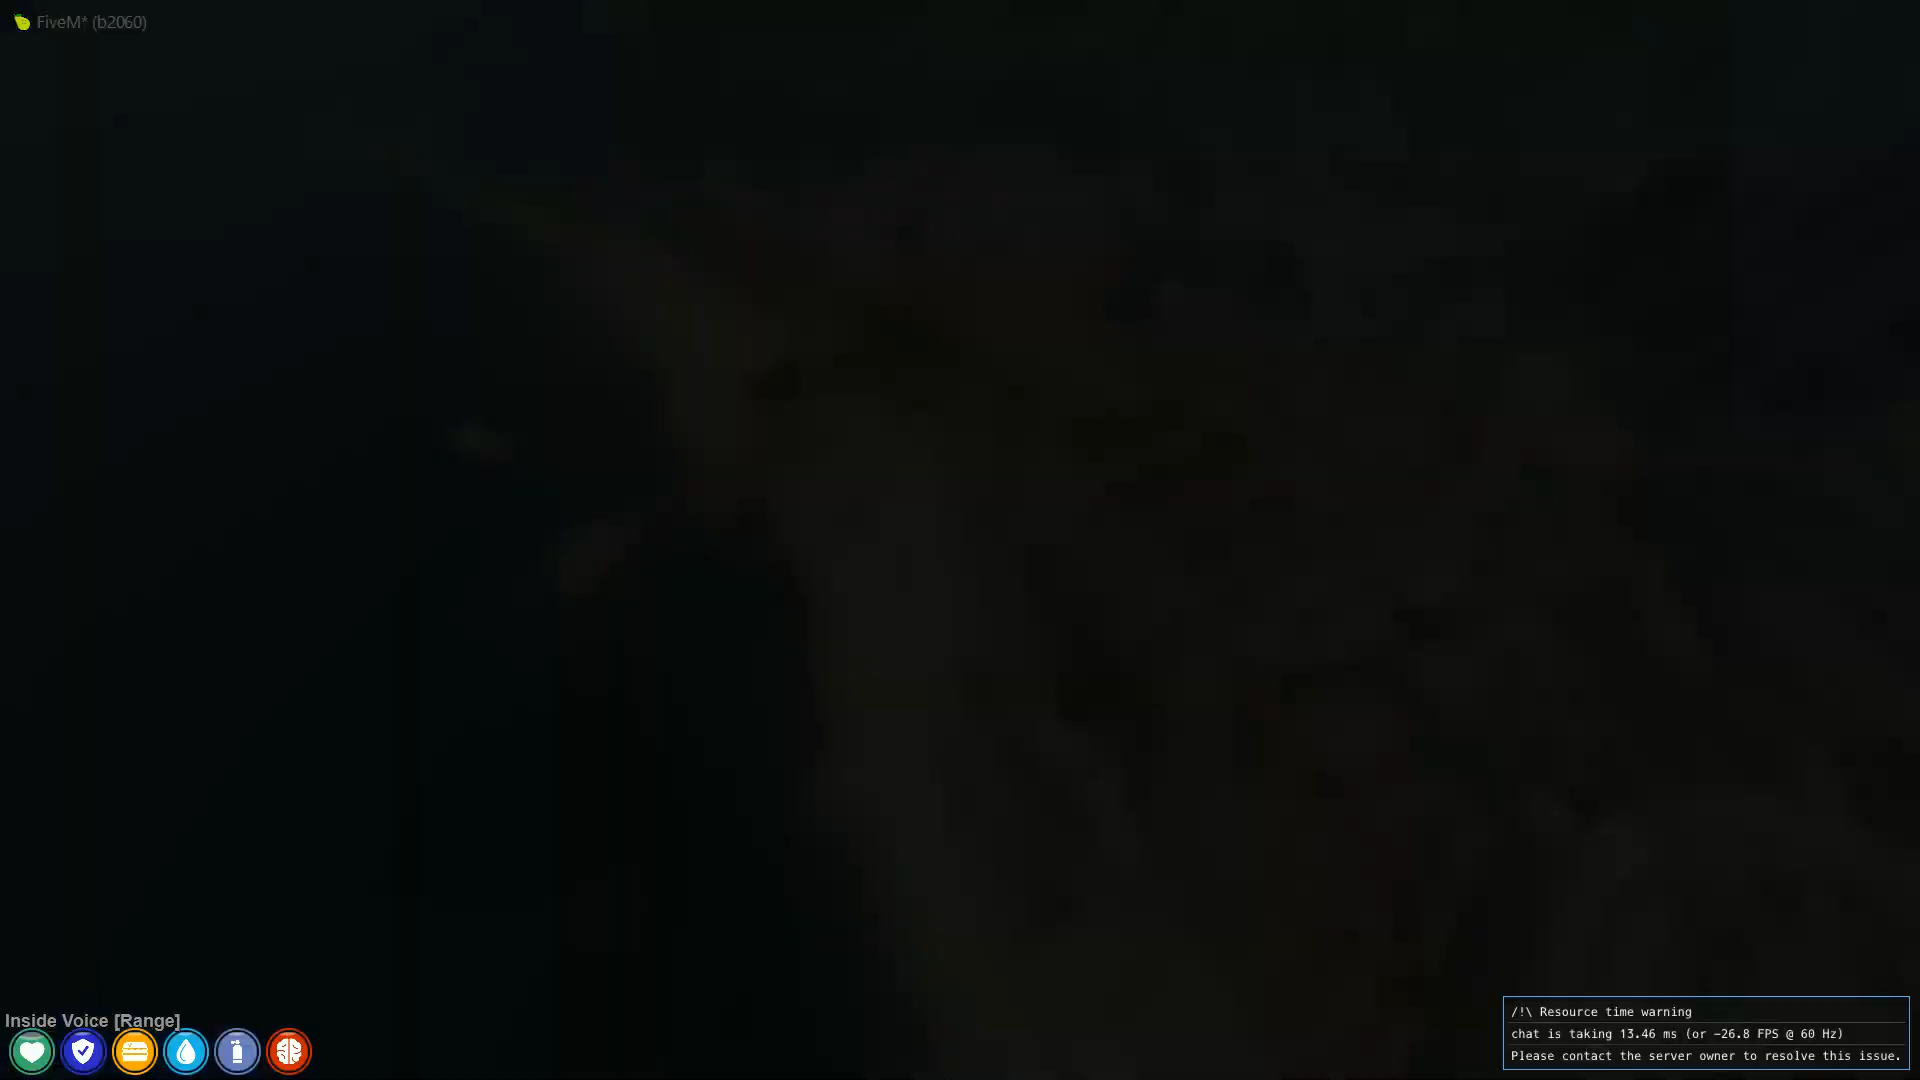 FiveM* (b2060)
Inside Voice [Range]
/!\ Resource time warning
chat is taking 13.46 ms (or -26.8 FPS @ 60 Hz)
Please contact the server owner to resolve this issue.